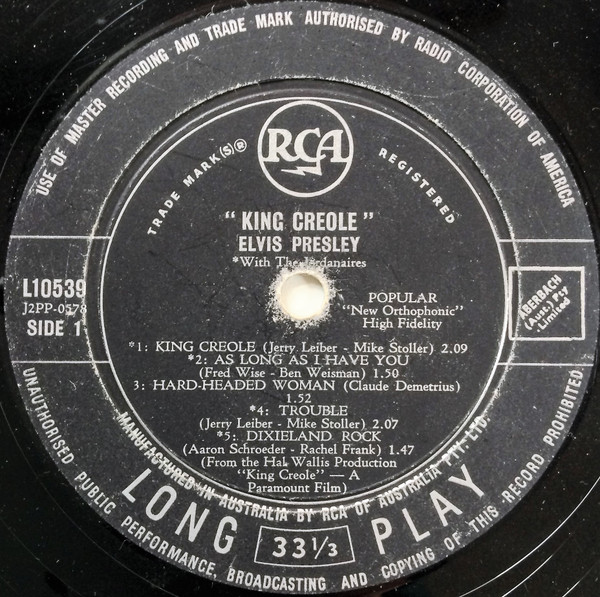 USE OF MASTER RECORDING AND TRADE MARK AUTHORISED BY RADIO CORPORATION OF AMERICA
RCA
TRADE MARK(S)® REGISTERED
"KING CREOLE"
ELVIS PRESLEY
*With The Jordanaires
L10539
J2PP-0578
SIDE 1
POPULAR
"New Orthophonic"
High Fidelity
ABERBACH
(Aust.) Pty
Limited
*1: KING CREOLE (Jerry Leiber - Mike Stoller) 2.09
*2: AS LONG AS I HAVE YOU
(Fred Wise - Ben Weisman) 1.50
3: HARD-HEADED WOMAN (Claude Demetrius)
1.52
*4: TROUBLE
(Jerry Leiber - Mike Stoller) 2.07
*5: DIXIELAND ROCK
(Aaron Schroeder - Rachel Frank) 1.47
(From the Hal Wallis Production
"King Creole" — A
Paramount Film)
MANUFACTURED IN AUSTRALIA BY RCA OF AUSTRALIA PTY. LTD.
LONG PLAY
33 1/3
UNAUTHORISED PUBLIC PERFORMANCE, BROADCASTING AND COPYING OF THIS RECORD PROHIBITED